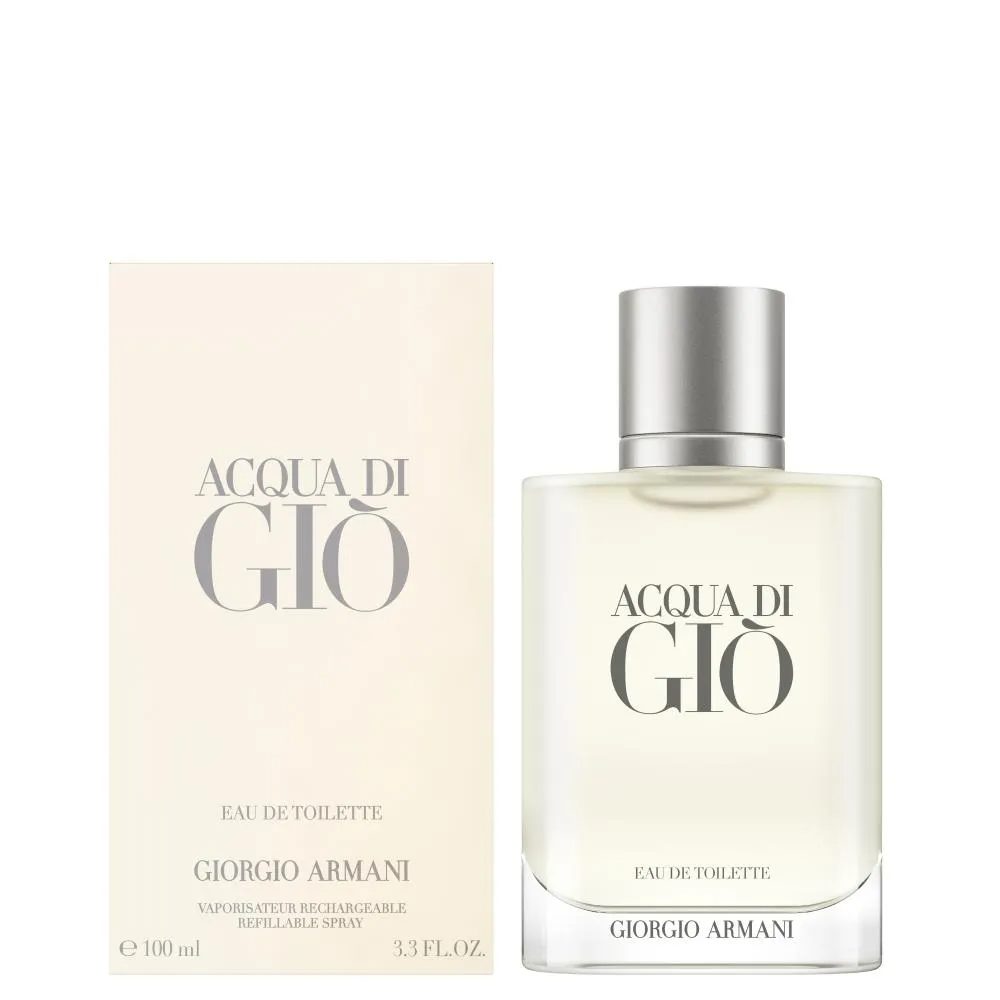 ACQUA DI
GIÒ
EAU DE TOILETTE
GIORGIO ARMANI
VAPORISATEUR RECHARGEABLE
REFILLABLE SPRAY
℮ 100 ml 3.3 FL.OZ.
ACQUA DI
GIÒ
EAU DE TOILETTE
GIORGIO ARMANI